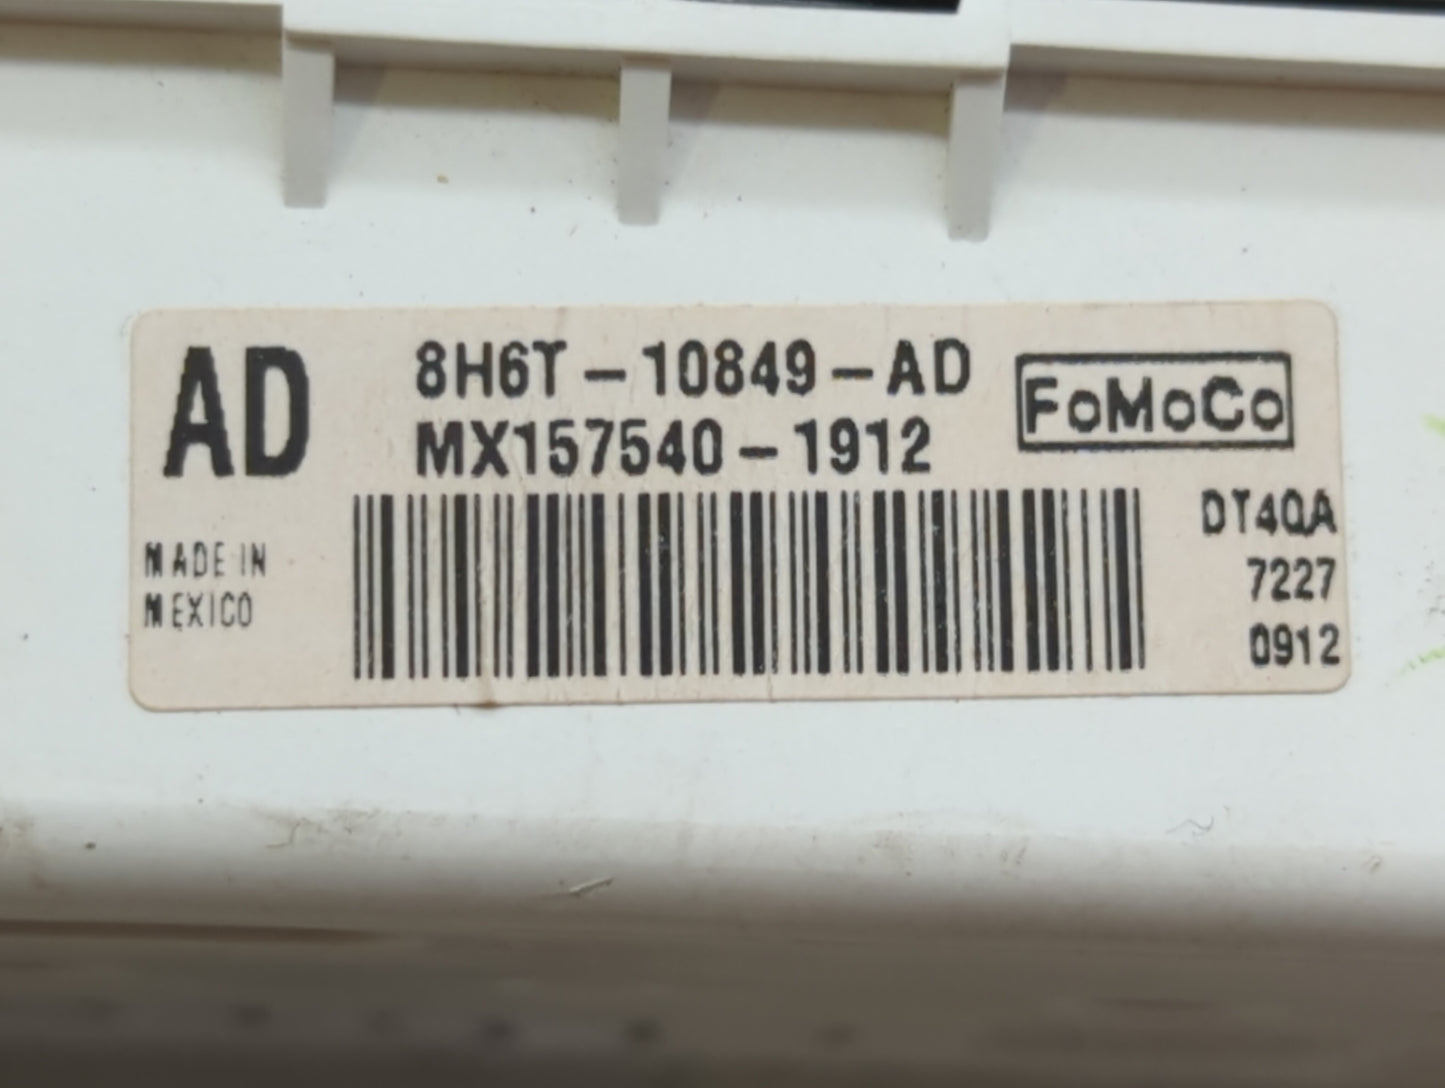 AD
8H6T-10849-AD
MX157540-1912
FoMoCo
MADE IN
MEXICO
DT4QA
7227
0912